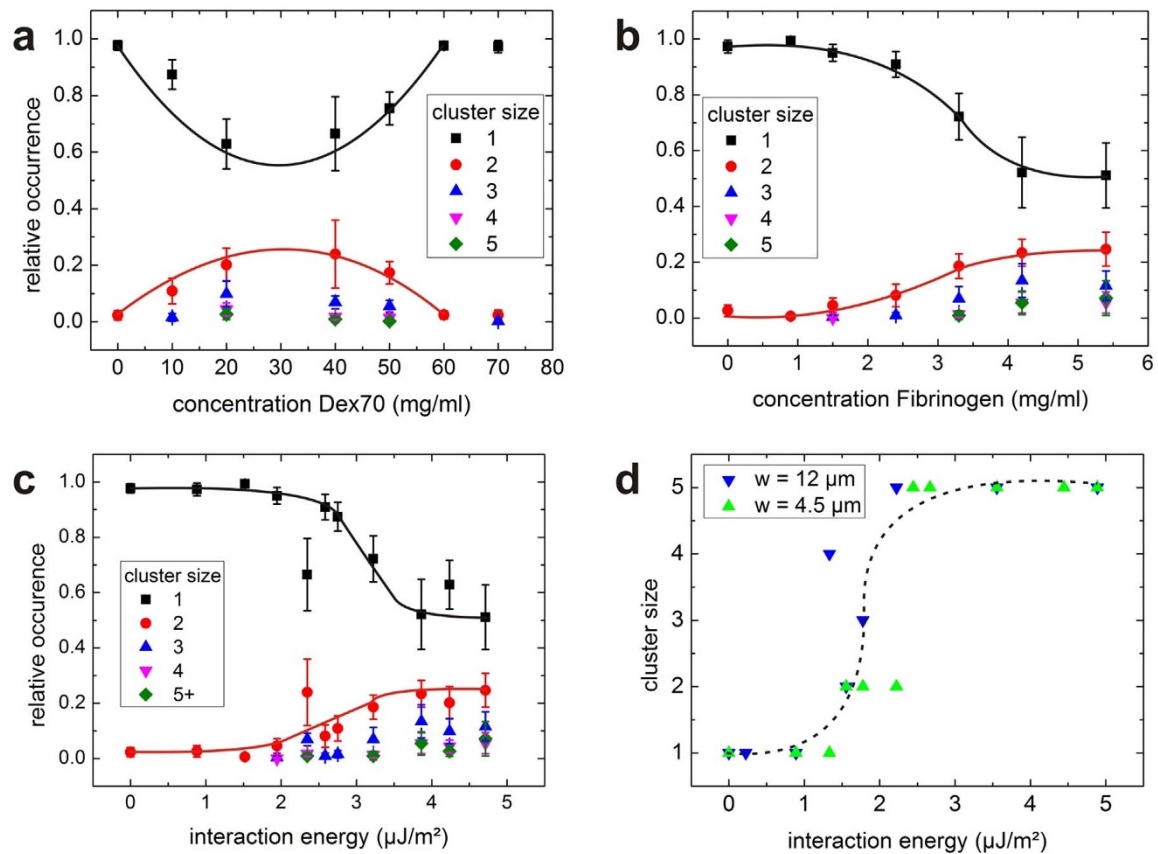 a
relative occurrence
1.0
0.8
0.6
0.4
0.2
0.0
cluster size
1
2
3
4
5
0 10 20 30 40 50 60 70 80
concentration Dex70 (mg/ml)
b
1.0
0.8
0.6
0.4
0.2
0.0
cluster size
1
2
3
4
5
0 1 2 3 4 5 6
concentration Fibrinogen (mg/ml)
c
relative occurence
1.0
0.8
0.6
0.4
0.2
0.0
cluster size
1
2
3
4
5+
0 1 2 3 4 5
interaction energy (µJ/m²)
d
w = 12 µm
w = 4.5 µm
cluster size
5
4
3
2
1
0 1 2 3 4 5
interaction energy (µJ/m²)